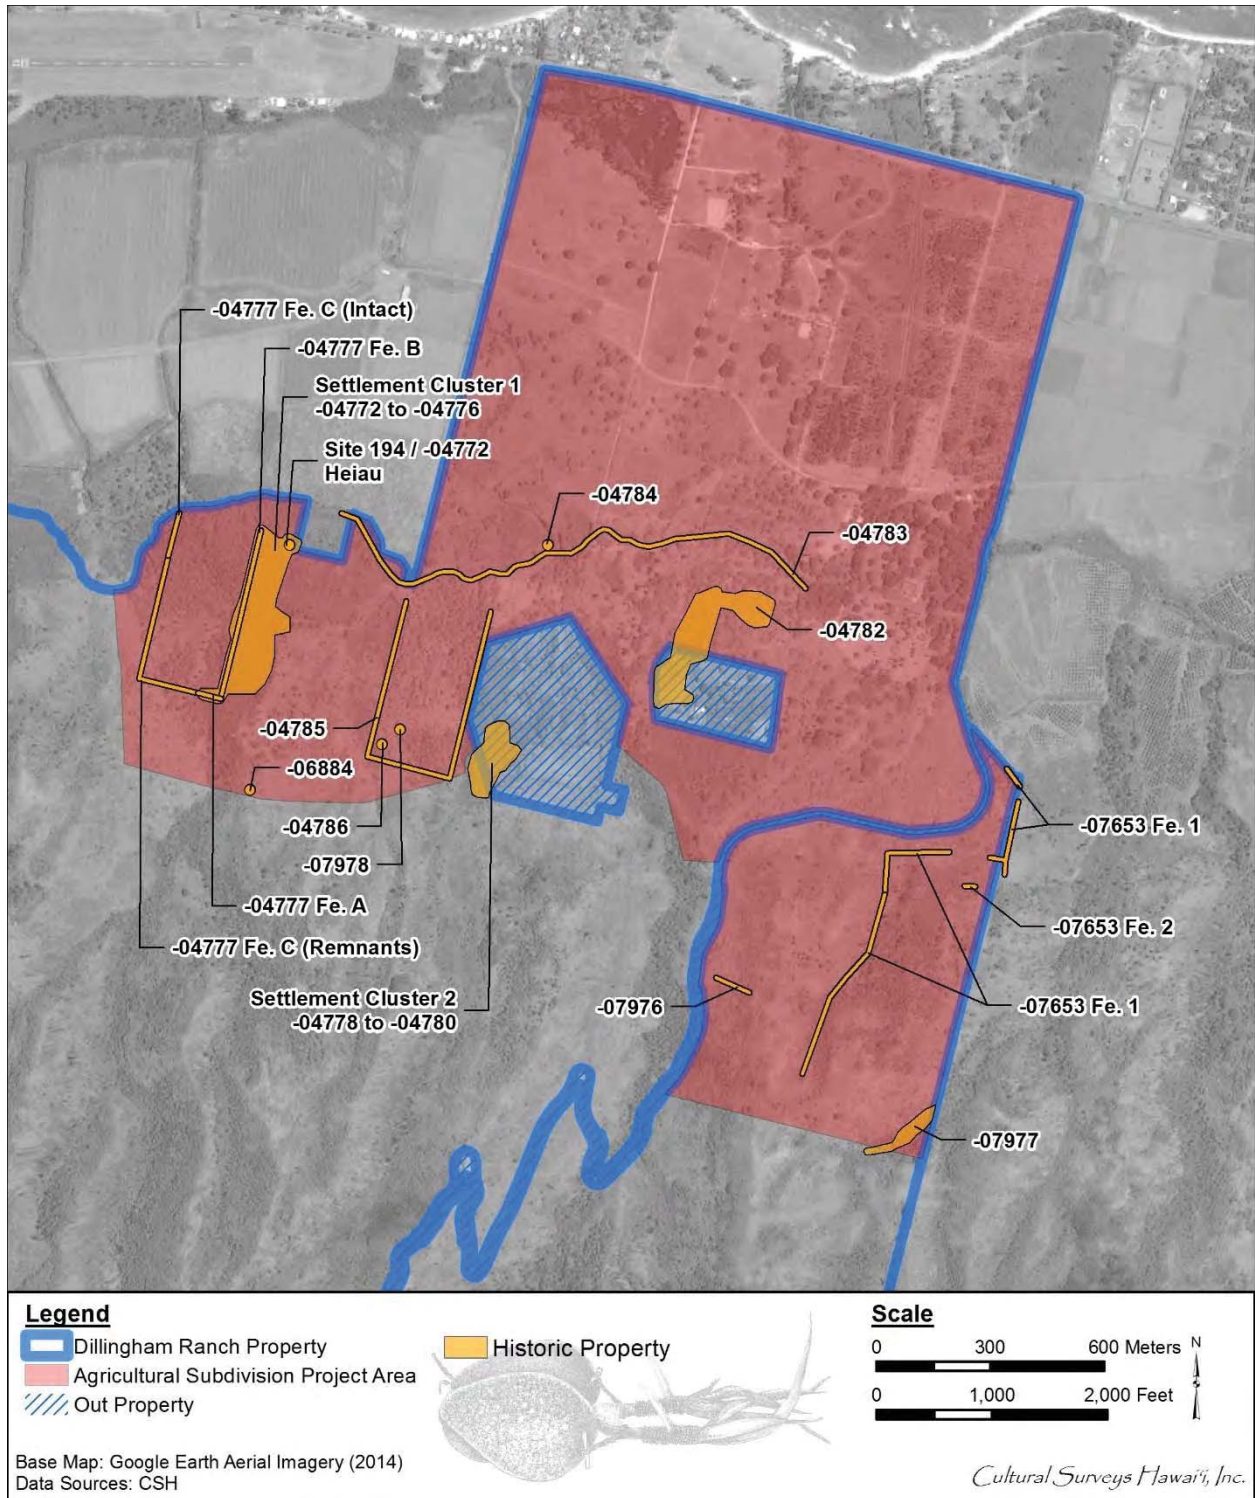 -04777 Fe. C (Intact)
-04777 Fe. B
Settlement Cluster 1
-04772 to -04776
Site 194 / -04772
Heiau
-04784
-04783
-04782
-04785
-06884
-04786
-07978
-04777 Fe. A
-04777 Fe. C (Remnants)
Settlement Cluster 2
-04778 to -04780
-07653 Fe. 1
-07653 Fe. 2
-07976
-07653 Fe. 1
-07977
Legend
Dillingham Ranch Property
Agricultural Subdivision Project Area
Out Property
Historic Property
Scale
0 300 600 Meters
N
0 1,000 2,000 Feet
Base Map: Google Earth Aerial Imagery (2014)
Data Sources: CSH
Cultural Surveys Hawaiʻi, Inc.